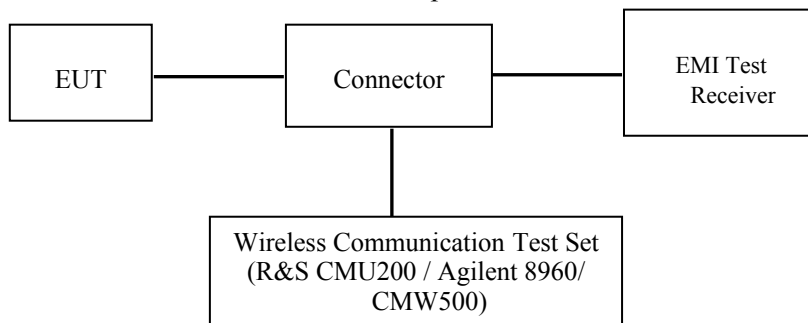 EUT
Connector
EMI Test
Receiver
Wireless Communication Test Set
(R&S CMU200 / Agilent 8960/
CMW500)